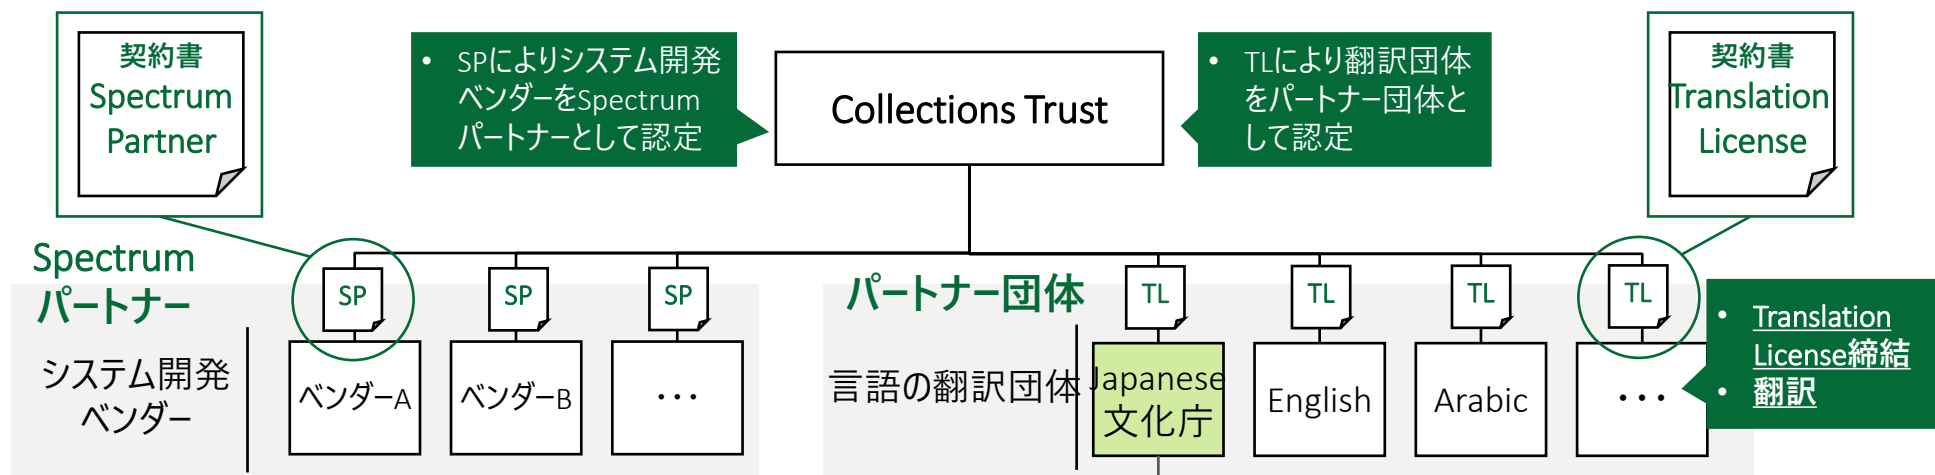 契約書
Spectrum
Partner
• SPによりシステム開発
ベンダーをSpectrum
パートナーとして認定
Collections Trust
• TLにより翻訳団体
をパートナー団体と
して認定
契約書
Translation
License
Spectrum
パートナー
SP
SP
SP
パートナー団体
TL
TL
TL
TL
システム開発
ベンダー
ベンダーA
ベンダーB
・・・
言語の翻訳団体
Japanese
文化庁
English
Arabic
・・・
• Translation
License締結
• 翻訳